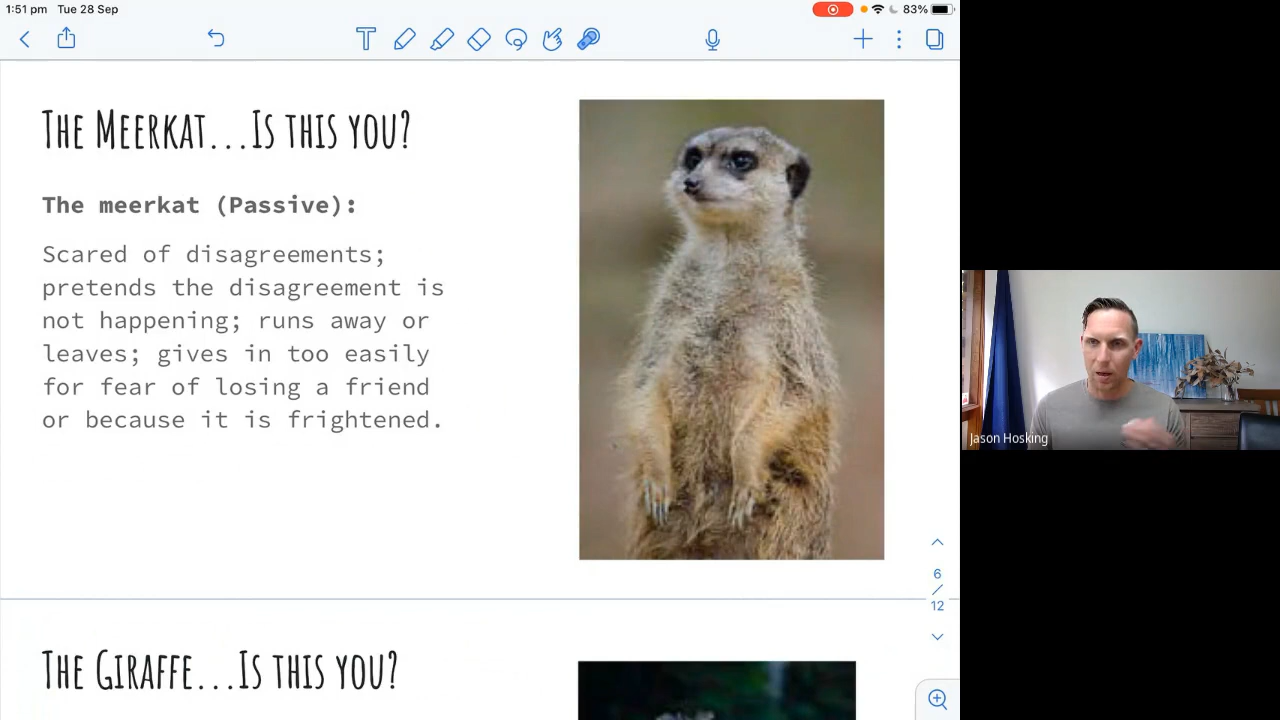 1:51 pm Tue 28 Sep
83%
T
THE MEERKAT...IS THIS YOU?
The meerkat (Passive):
Scared of disagreements;
pretends the disagreement is
not happening; runs away or
leaves; gives in too easily
for fear of losing a friend
or because it is frightened.
Jason Hosking
6
/
12
THE GIRAFFE...IS THIS YOU?